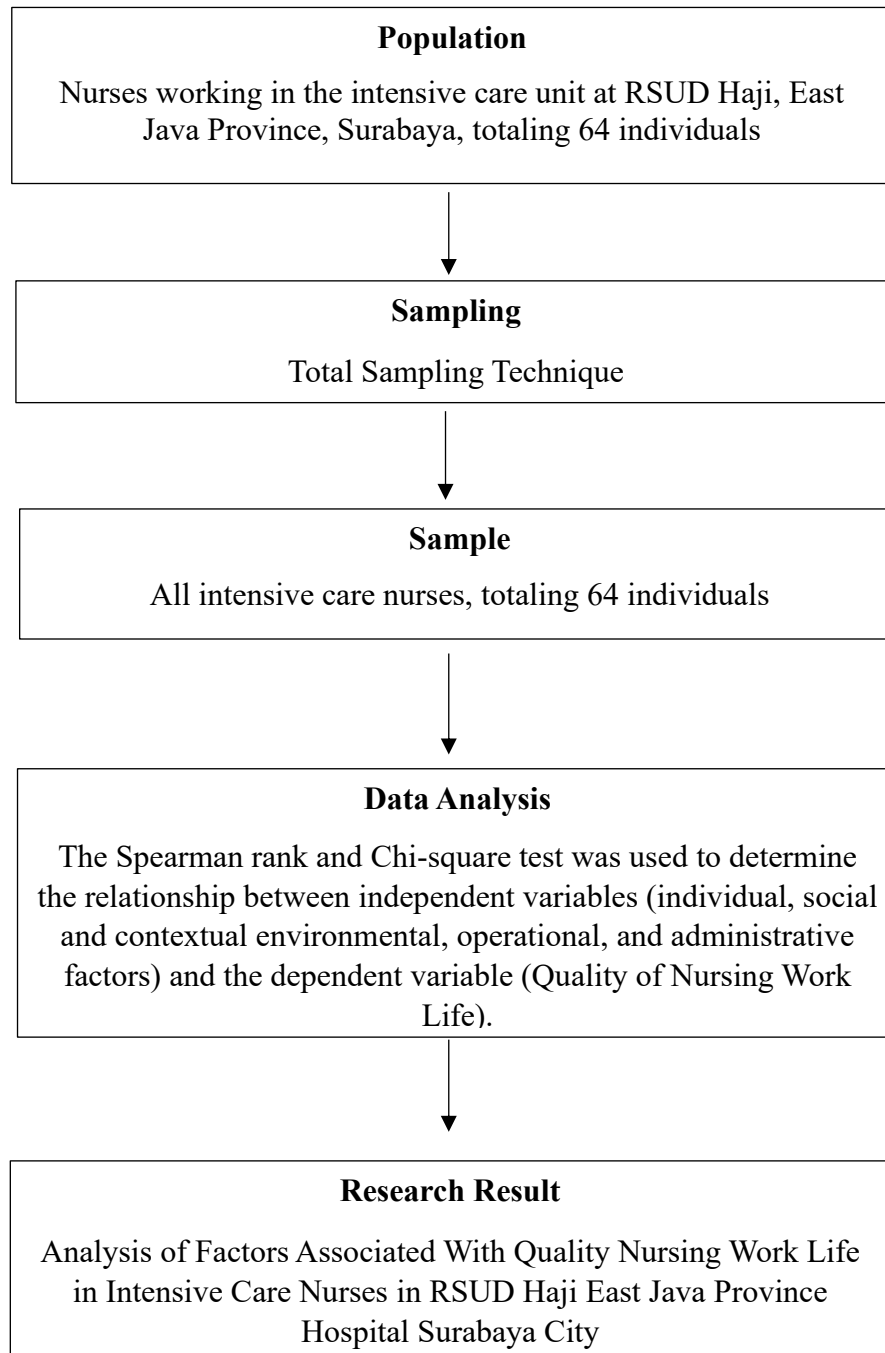 Population
Nurses working in the intensive care unit at RSUD Haji, East
Java Province, Surabaya, totaling 64 individuals
Sampling
Total Sampling Technique
Sample
All intensive care nurses, totaling 64 individuals
Data Analysis
The Spearman rank and Chi-square test was used to determine
the relationship between independent variables (individual, social
and contextual environmental, operational, and administrative
factors) and the dependent variable (Quality of Nursing Work
Life).
Research Result
Analysis of Factors Associated With Quality Nursing Work Life
in Intensive Care Nurses in RSUD Haji East Java Province
Hospital Surabaya City